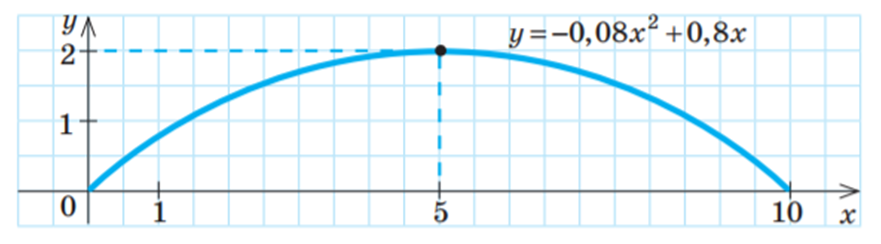 y
y = –0,08x² + 0,8x
2
1
0 1 5 10 x